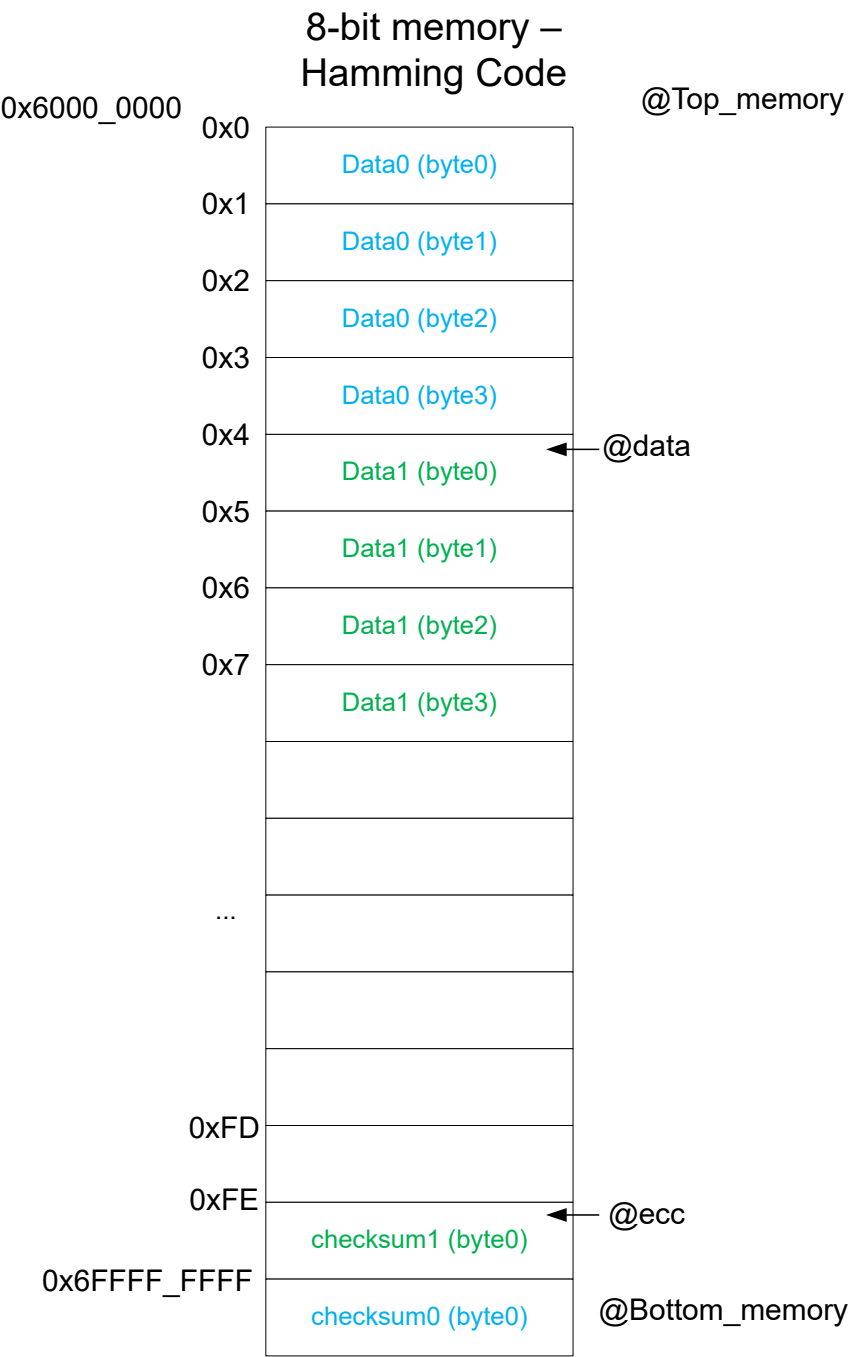 8-bit memory –
Hamming Code
0x6000_0000
@Top_memory
0x0
Data0 (byte0)
0x1
Data0 (byte1)
0x2
Data0 (byte2)
0x3
Data0 (byte3)
0x4
@data
Data1 (byte0)
0x5
Data1 (byte1)
0x6
Data1 (byte2)
0x7
Data1 (byte3)
...
0xFD
0xFE
@ecc
checksum1 (byte0)
0x6FFFF_FFFF
checksum0 (byte0)
@Bottom_memory